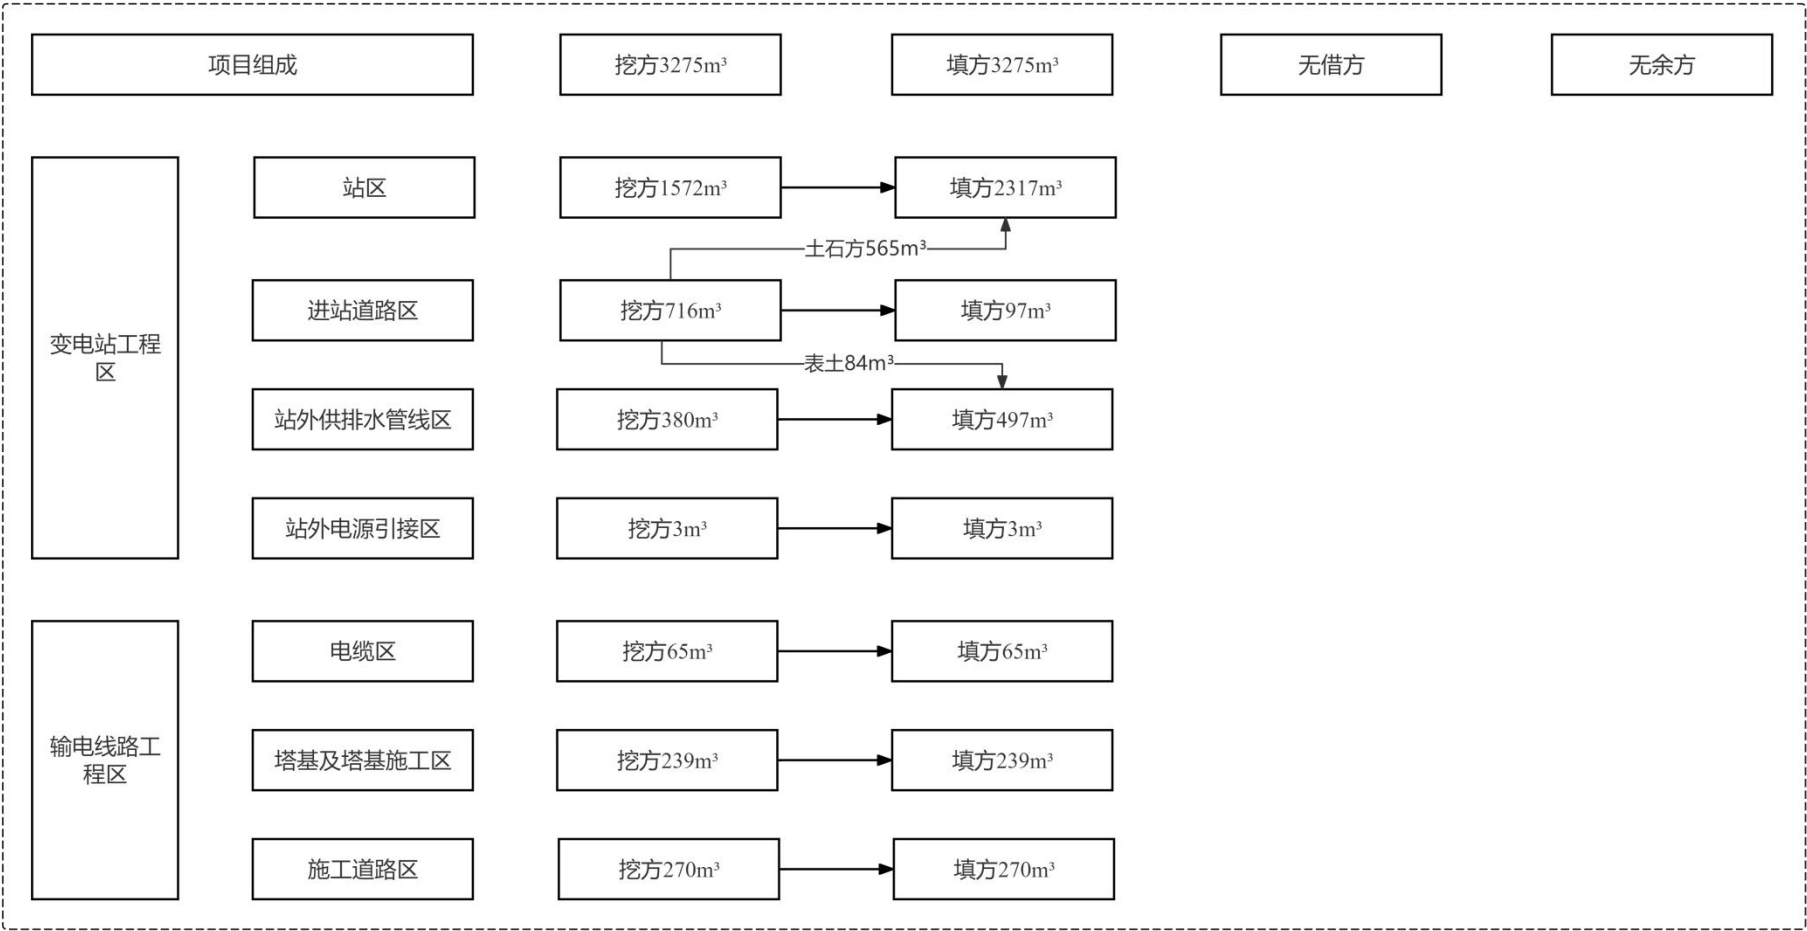 项目组成
挖方3275m³
填方3275m³
无借方
无余方
变电站工程
区
站区
挖方1572m³
填方2317m³
土石方565m³
进站道路区
挖方716m³
填方97m³
表土84m³
站外供排水管线区
挖方380m³
填方497m³
站外电源引接区
挖方3m³
填方3m³
输电线路工
程区
电缆区
挖方65m³
填方65m³
塔基及塔基施工区
挖方239m³
填方239m³
施工道路区
挖方270m³
填方270m³